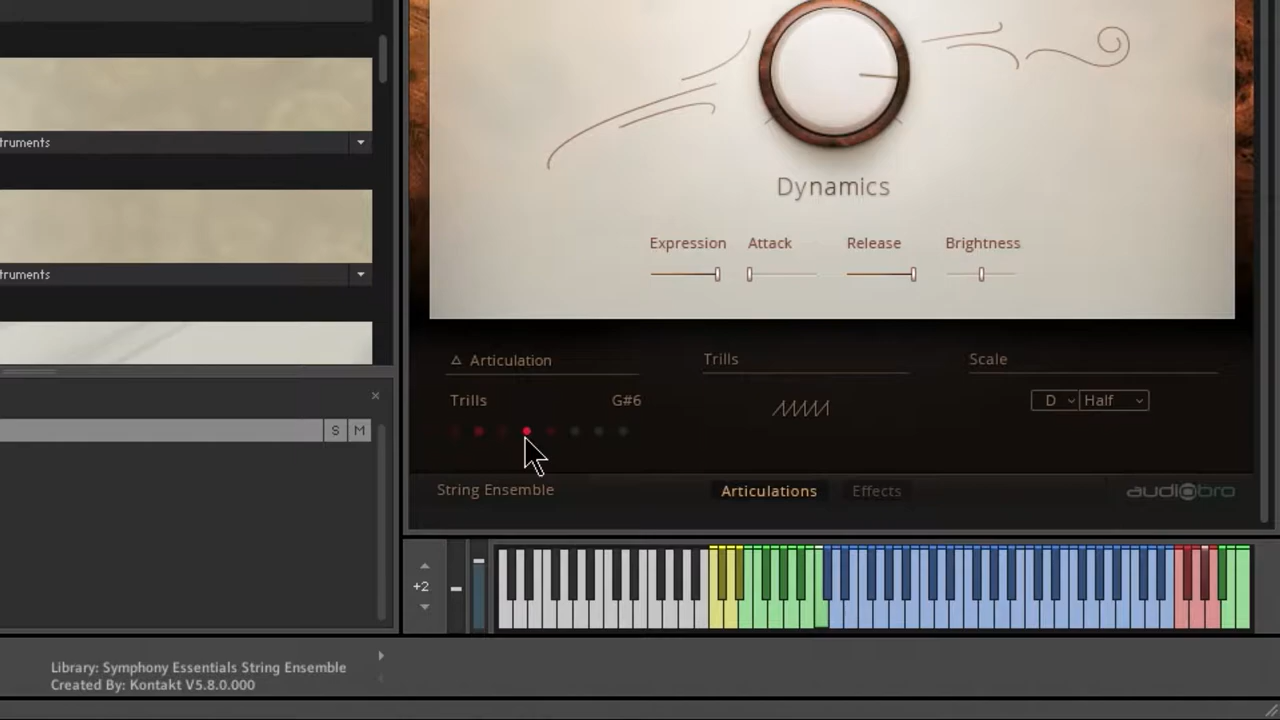 truments
truments
Dynamics
Expression Attack Release Brightness
Articulation Trills Scale
Trills G#6 D Half
S M
String Ensemble Articulations Effects audiobro
+2
Library: Symphony Essentials String Ensemble
Created By: Kontakt V5.8.0.000